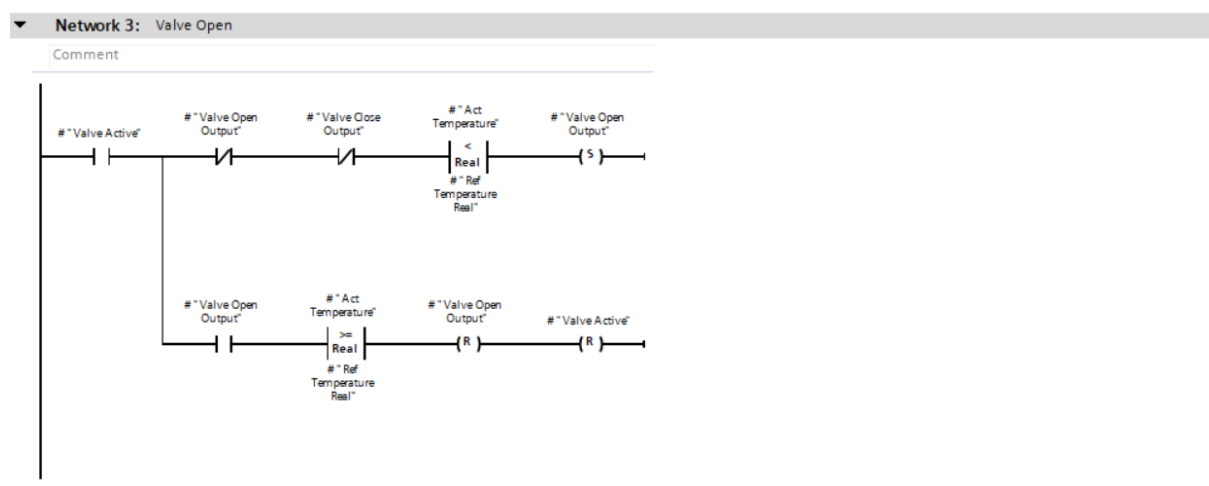 Network 3: Valve Open
Comment
#"Valve Active"
#"Valve Open
Output"
#"Valve Close
Output"
#"Act
Temperature"
<
Real
#"Ref
Temperature
Real"
#"Valve Open
Output"
S
#"Valve Open
Output"
#"Act
Temperature"
>=
Real
#"Ref
Temperature
Real"
#"Valve Open
Output"
R
#"Valve Active"
R